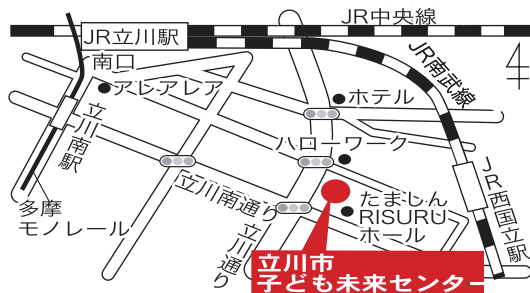 JR中央線
JR立川駅
南口
アレアレア
JR南武線
ホテル
ハローワーク
立川南駅
立川南通り
たましん
RISURU
ホール
JR西国立駅
多摩
モノレール
立川通り
立川市
子ども未来センター